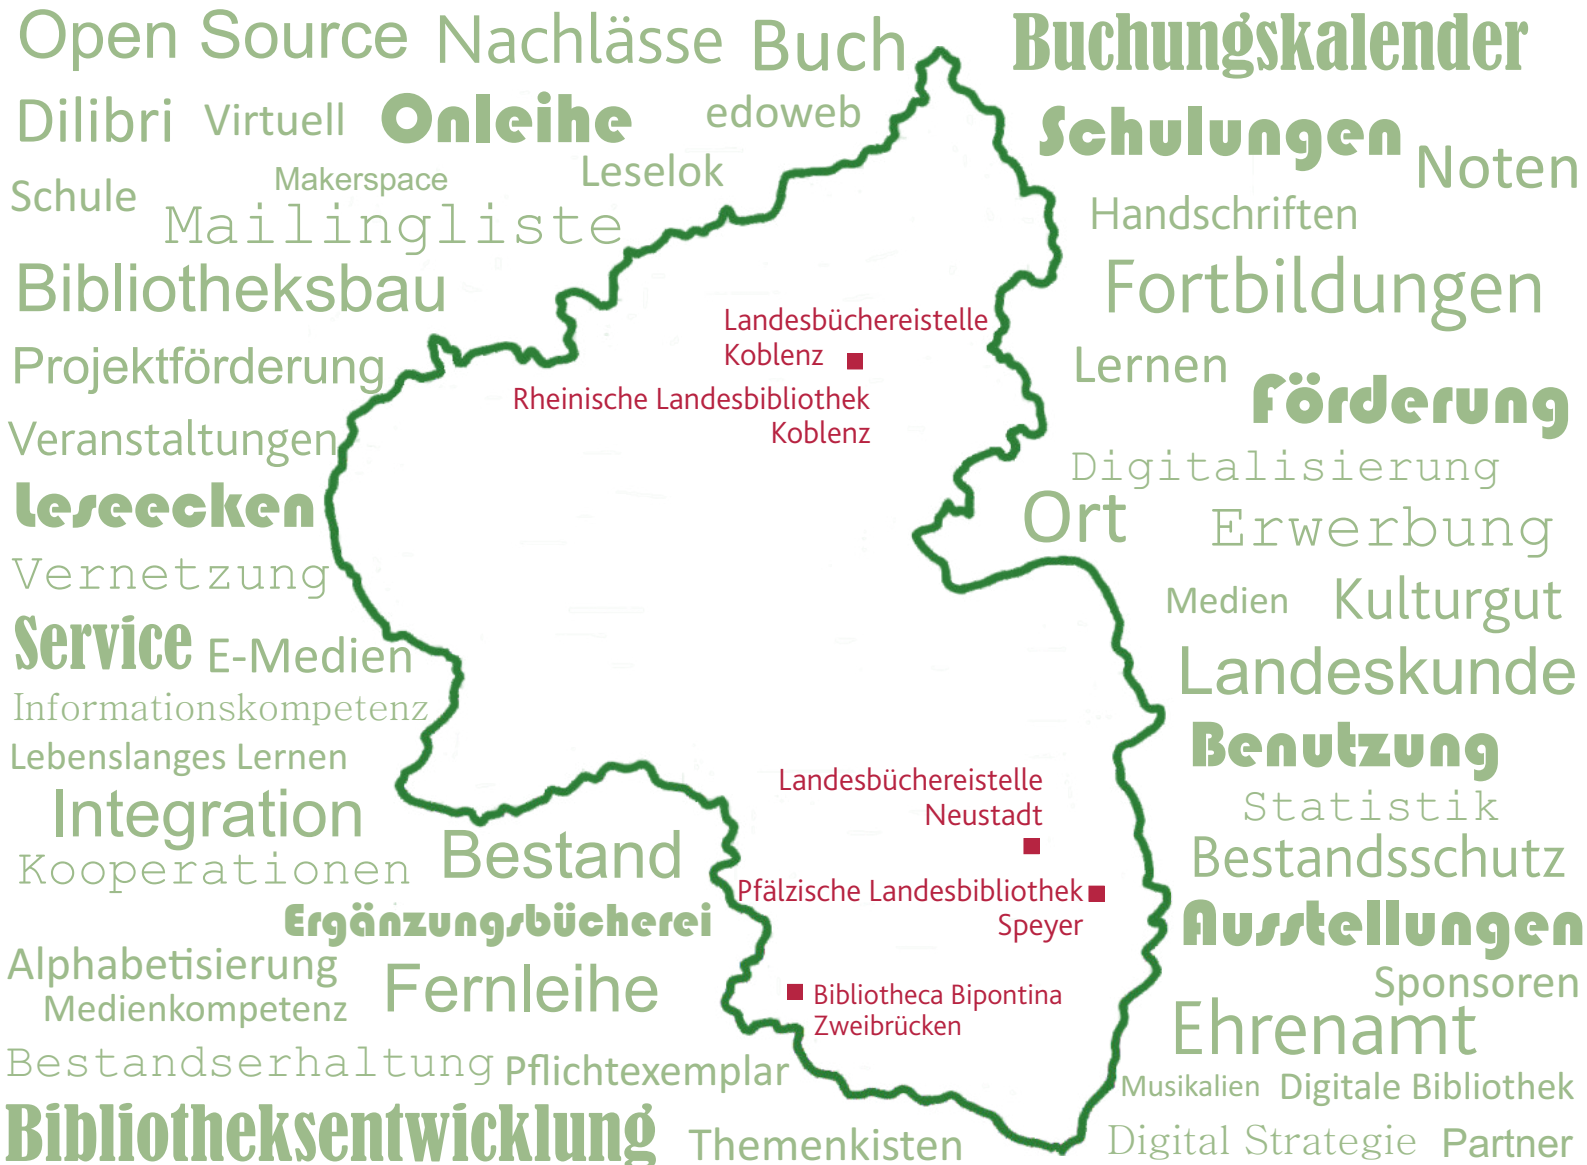 Open Source Nachlässe Buch Buchungskalender
Dilibri Virtuell Onleihe edoweb Schulungen
Schule Makerspace Leselok Noten
Mailingliste Handschriften
Bibliotheksbau Fortbildungen
Landesbüchereistelle
Koblenz
Projektförderung Lernen
Rheinische Landesbibliothek
Koblenz
Förderung
Veranstaltungen Digitalisierung
Leseecken Ort Erwerbung
Vernetzung Medien Kulturgut
Service E-Medien Landeskunde
Informationskompetenz
Lebenslanges Lernen Benutzung
Landesbüchereistelle
Neustadt
Integration Statistik
Kooperationen Bestand Bestandsschutz
Pfälzische Landesbibliothek
Speyer
Ergänzungsbücherei Ausstellungen
Alphabetisierung Fernleihe Sponsoren
Bibliotheca Bipontina
Zweibrücken
Medienkompetenz Ehrenamt
Bestandserhaltung Pflichtexemplar Musikalien Digitale Bibliothek
Bibliotheksentwicklung Themenkisten Digital Strategie Partner